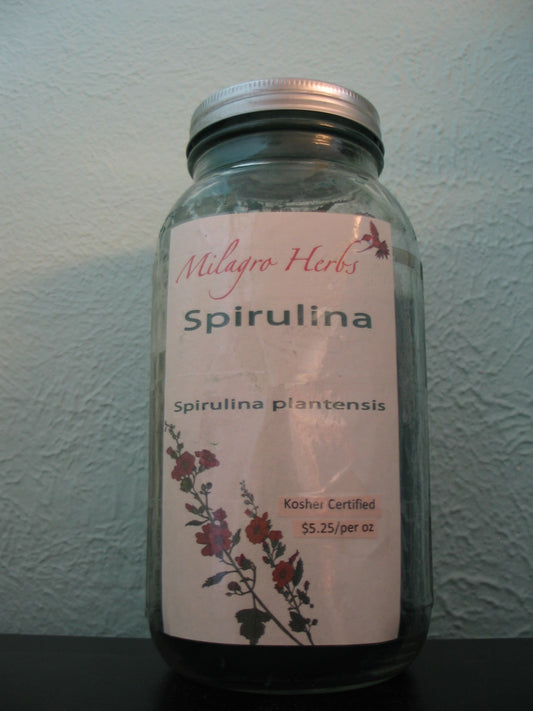 Milagro Herbs
Spirulina
Spirulina plantensis
Kosher Certified
$5.25/per oz